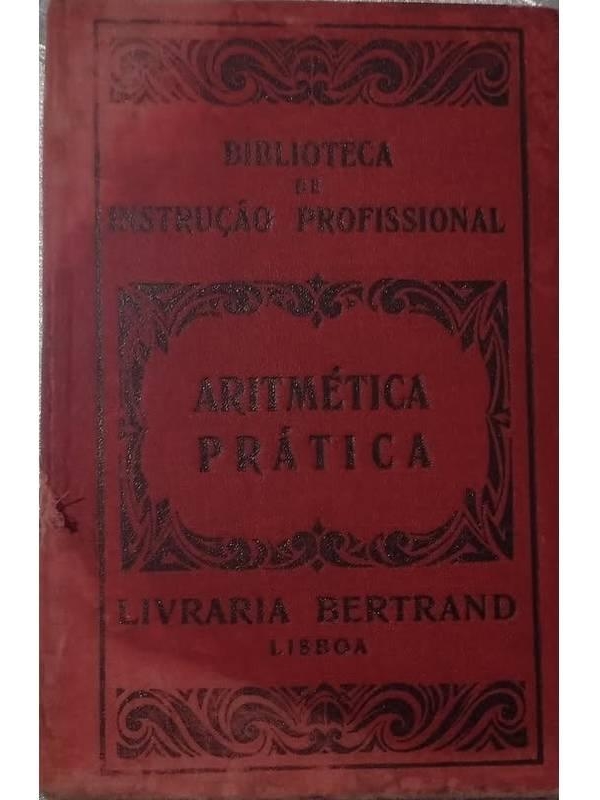 BIBLIOTECA
DE
INSTRUÇÃO PROFISSIONAL
ARITMÉTICA
PRÁTICA
LIVRARIA BERTRAND
LISBOA